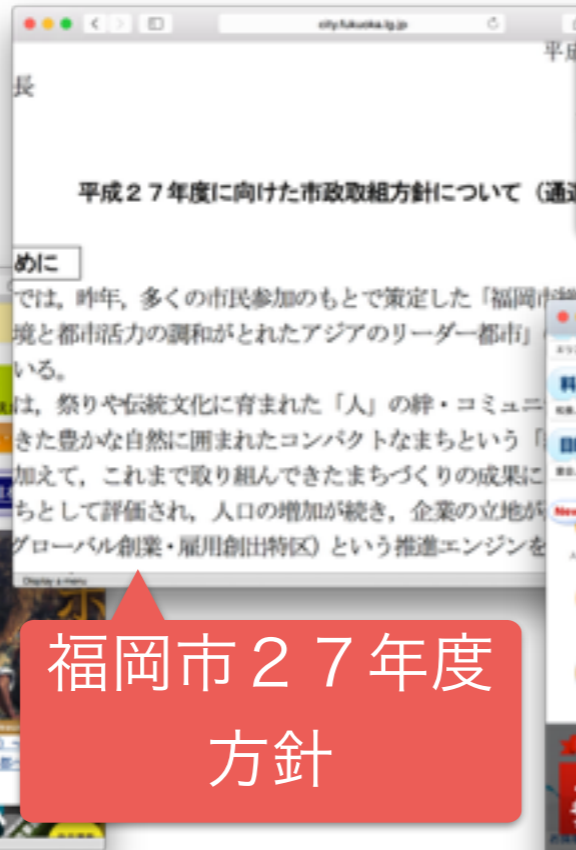 city.fukuoka.lg.jp
平成
長
平成２７年度に向けた市政取組方針について（通達
めに
では，昨年，多くの市民参加のもとで策定した「福岡市
境と都市活力の調和がとれたアジアのリーダー都市」
いる。
は，祭りや伝統文化に育まれた「人」の絆・コミュニ
きた豊かな自然に囲まれたコンパクトなまちという「
加えて，これまで取り組んできたまちづくりの成果に
ちとして評価され，人口の増加が続き，企業の立地が
グローバル創業・雇用創出特区）という推進エンジンを
Display a menu
New
福岡市２７年度
方針